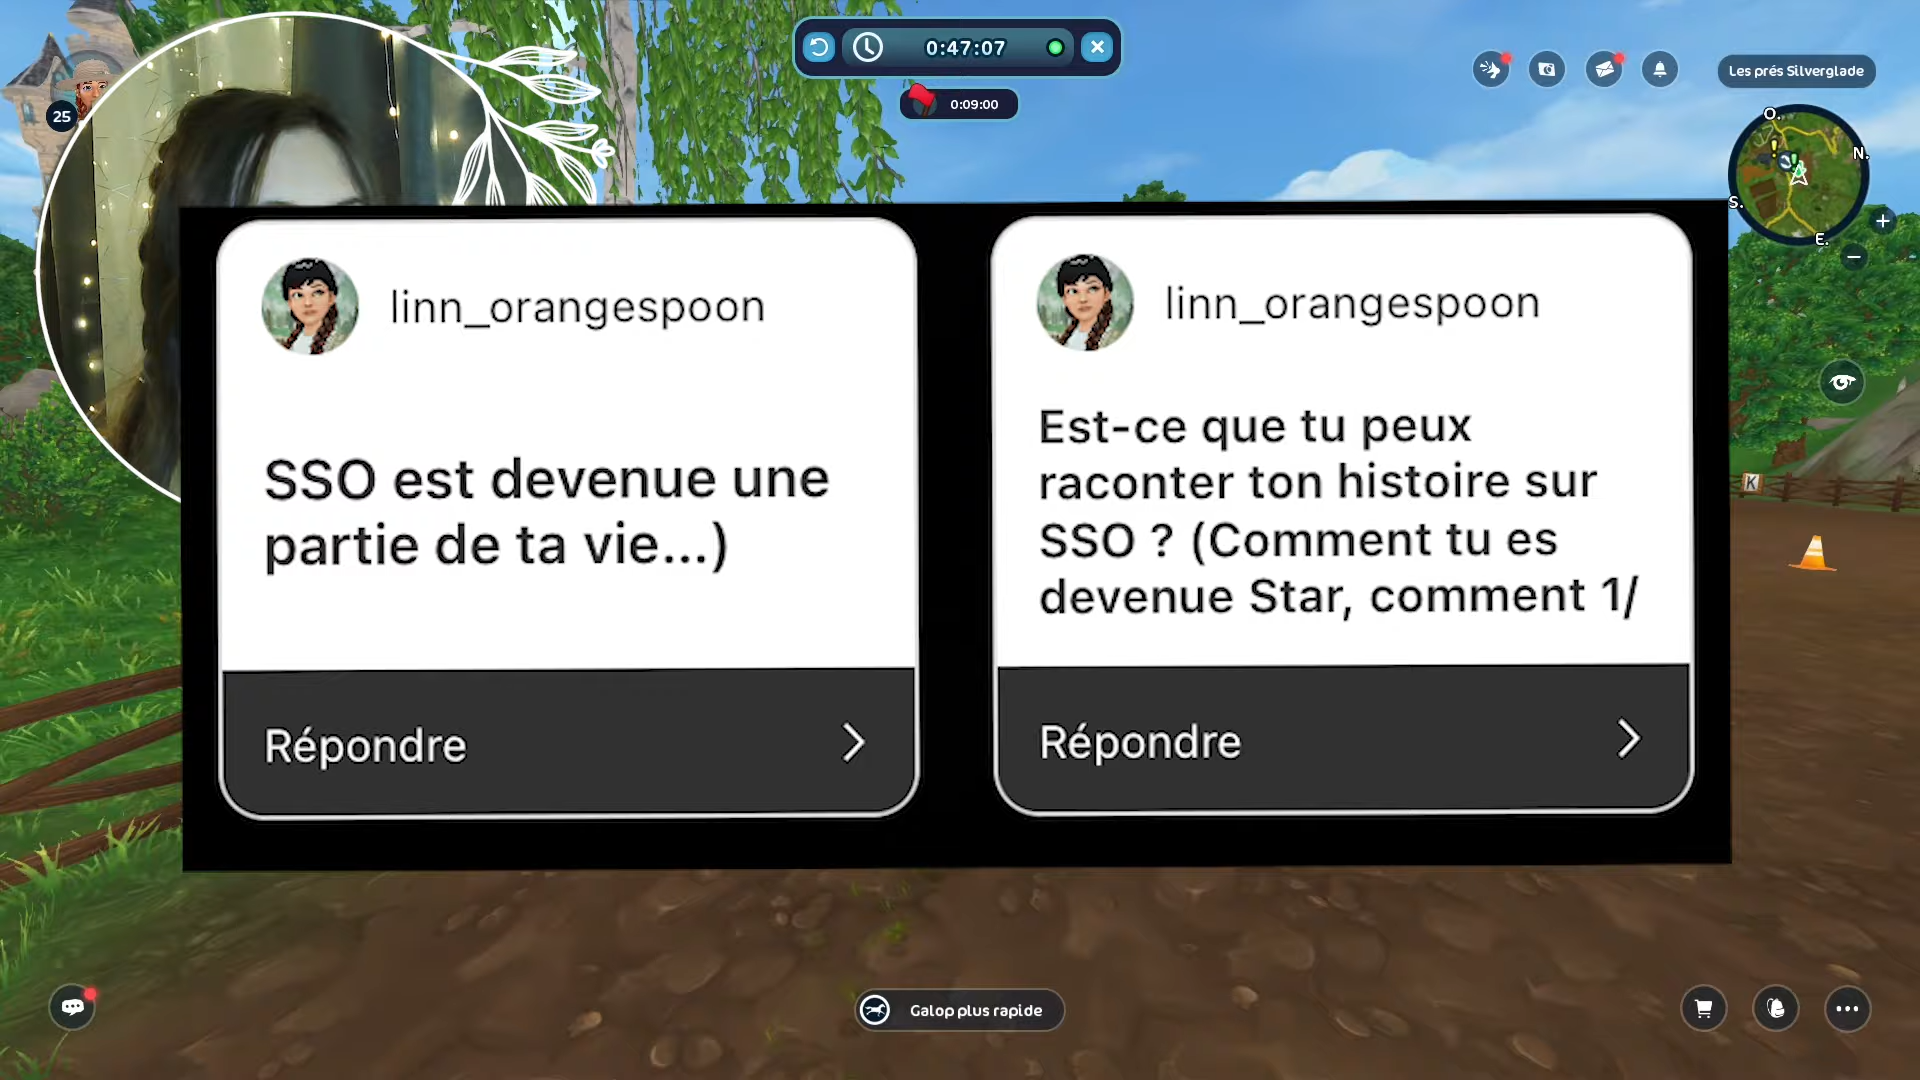 0:47:07
0:09:00
Les prés Silverglade
25
O.
N.
S.
E.
linn_orangespoon
SSO est devenue une
partie de ta vie...)
Répondre
linn_orangespoon
Est-ce que tu peux
raconter ton histoire sur
SSO ? (Comment tu es
devenue Star, comment 1/
Répondre
K
Galop plus rapide